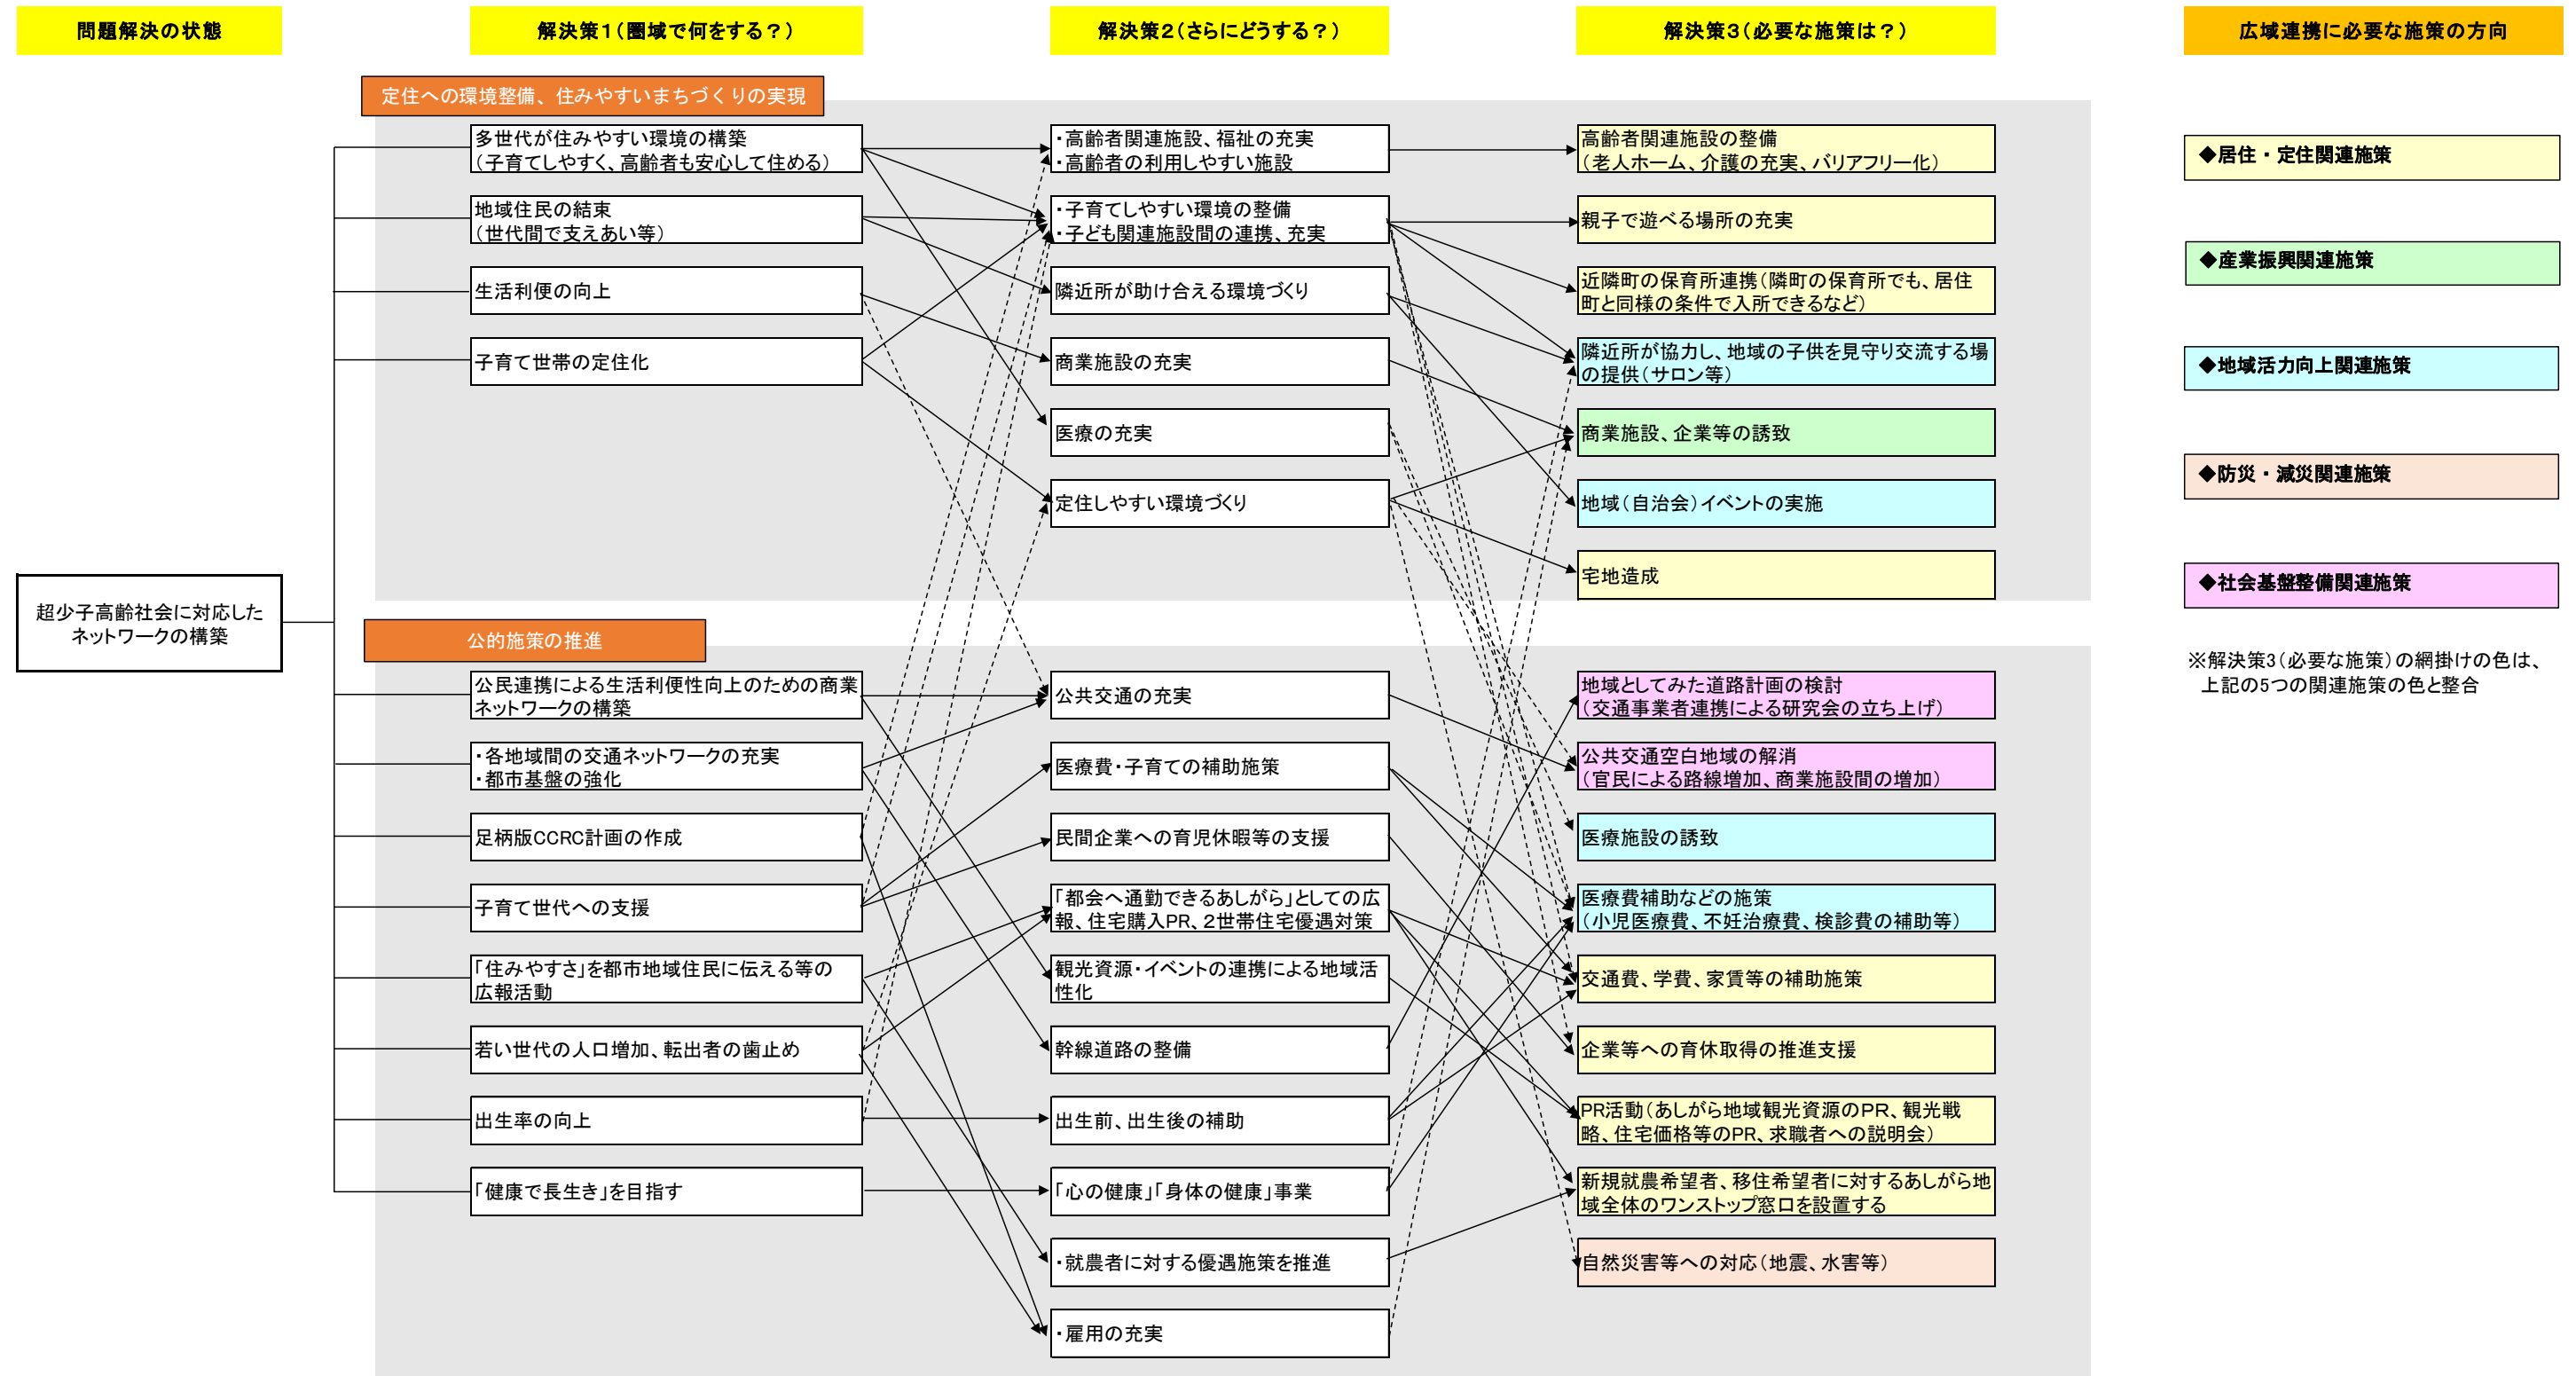 問題解決の状態
解決策1(圏域で何をする?)
解決策2(さらにどうする?)
解決策3(必要な施策は?)
広域連携に必要な施策の方向
定住への環境整備、住みやすいまちづくりの実現
多世代が住みやすい環境の構築
(子育てしやすく、高齢者も安心して住める)
地域住民の結束
(世代間で支えあい等)
生活利便の向上
子育て世帯の定住化
・高齢者関連施設、福祉の充実
・高齢者の利用しやすい施設
・子育てしやすい環境の整備
・子ども関連施設間の連携、充実
隣近所が助け合える環境づくり
商業施設の充実
医療の充実
定住しやすい環境づくり
高齢者関連施設の整備
(老人ホーム、介護の充実、バリアフリー化)
親子で遊べる場所の充実
近隣町の保育所連携(隣町の保育所でも、居住
町と同様の条件で入所できるなど)
隣近所が協力し、地域の子供を見守り交流する場
の提供(サロン等)
商業施設、企業等の誘致
地域(自治会)イベントの実施
宅地造成
超少子高齢社会に対応した
ネットワークの構築
公的施策の推進
公民連携による生活利便性向上のための商業
ネットワークの構築
・各地域間の交通ネットワークの充実
・都市基盤の強化
足柄版CCRC計画の作成
子育て世代への支援
「住みやすさ」を都市地域住民に伝える等の
広報活動
若い世代の人口増加、転出者の歯止め
出生率の向上
「健康で長生き」を目指す
公共交通の充実
医療費・子育ての補助施策
民間企業への育児休暇等の支援
「都会へ通勤できるあしがら」としての広
報、住宅購入PR、2世帯住宅優遇対策
観光資源・イベントの連携による地域活
性化
幹線道路の整備
出生前、出生後の補助
「心の健康」「身体の健康」事業
・就農者に対する優遇施策を推進
・雇用の充実
地域としてみた道路計画の検討
(交通事業者連携による研究会の立ち上げ)
公共交通空白地域の解消
(官民による路線増加、商業施設間の増加)
医療施設の誘致
医療費補助などの施策
(小児医療費、不妊治療費、検診費の補助等)
交通費、学費、家賃等の補助施策
企業等への育休取得の推進支援
PR活動(あしがら地域観光資源のPR、観光戦
略、住宅価格等のPR、求職者への説明会)
新規就農希望者、移住希望者に対するあしがら地
域全体のワンストップ窓口を設置する
自然災害等への対応(地震、水害等)
◆居住・定住関連施策
◆産業振興関連施策
◆地域活力向上関連施策
◆防災・減災関連施策
◆社会基盤整備関連施策
※解決策3(必要な施策)の網掛けの色は、
上記の5つの関連施策の色と整合